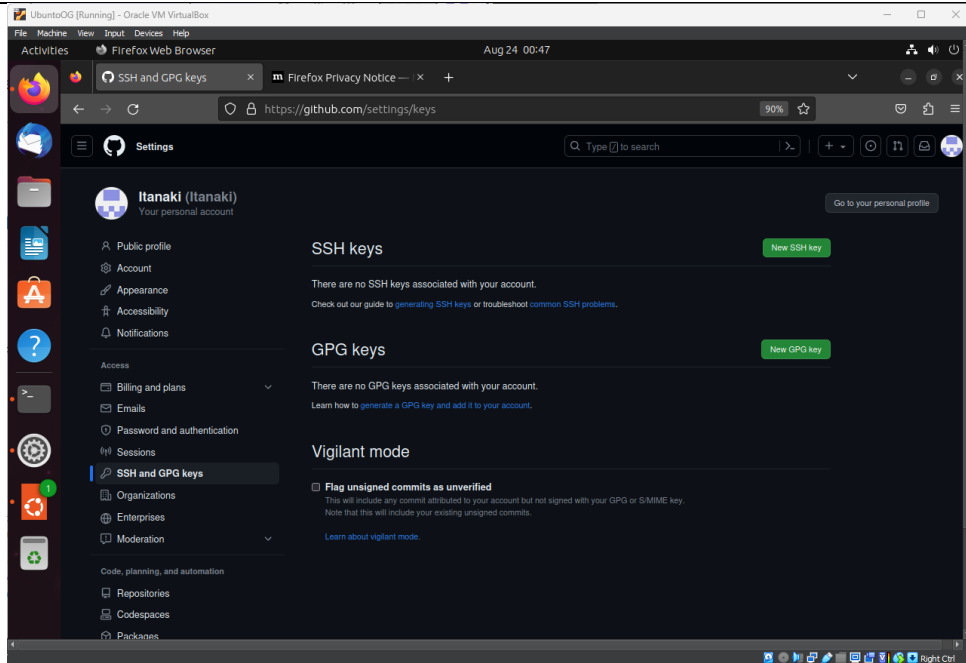 UbuntoOG [Running] - Oracle VM VirtualBox
File Machine View Input Devices Help
Activities Firefox Web Browser Aug 24 00:47
SSH and GPG keys × Firefox Privacy Notice — × +
https://github.com/settings/keys 90%
Settings Type / to search
Itanaki (Itanaki)
Your personal account
Go to your personal profile
Public profile
Account
Appearance
Accessibility
Notifications
Access
Billing and plans
Emails
Password and authentication
Sessions
SSH and GPG keys
Organizations
Enterprises
Moderation
Code, planning, and automation
Repositories
Codespaces
Packages
SSH keys New SSH key
There are no SSH keys associated with your account.
Check out our guide to generating SSH keys or troubleshoot common SSH problems.
GPG keys New GPG key
There are no GPG keys associated with your account.
Learn how to generate a GPG key and add it to your account.
Vigilant mode
Flag unsigned commits as unverified
This will include any commit attributed to your account but not signed with your GPG or S/MIME key.
Note that this will include your existing unsigned commits.
Learn about vigilant mode.
1
Right Ctrl